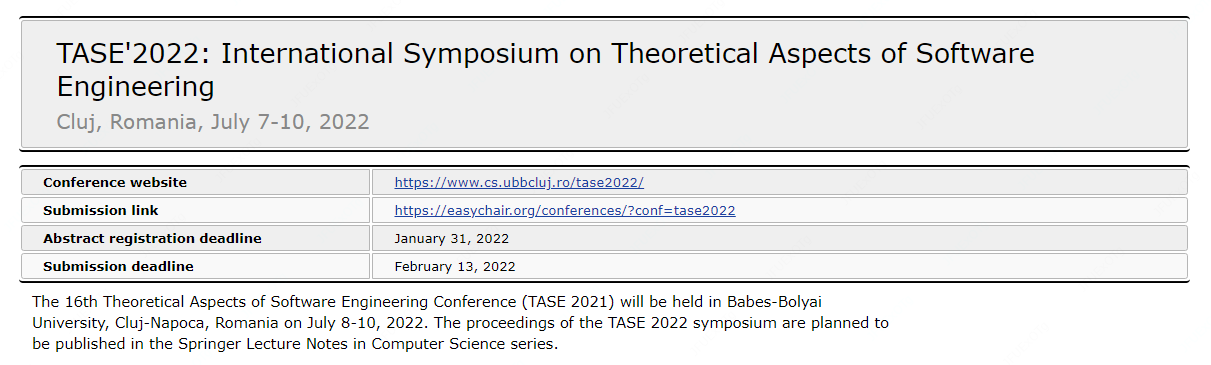 TASE'2022: International Symposium on Theoretical Aspects of Software
Engineering
Cluj, Romania, July 7-10, 2022
Conference website https://www.cs.ubbcluj.ro/tase2022/
Submission link https://easychair.org/conferences/?conf=tase2022
Abstract registration deadline January 31, 2022
Submission deadline February 13, 2022
The 16th Theoretical Aspects of Software Engineering Conference (TASE 2021) will be held in Babes-Bolyai
University, Cluj-Napoca, Romania on July 8-10, 2022. The proceedings of the TASE 2022 symposium are planned to
be published in the Springer Lecture Notes in Computer Science series.